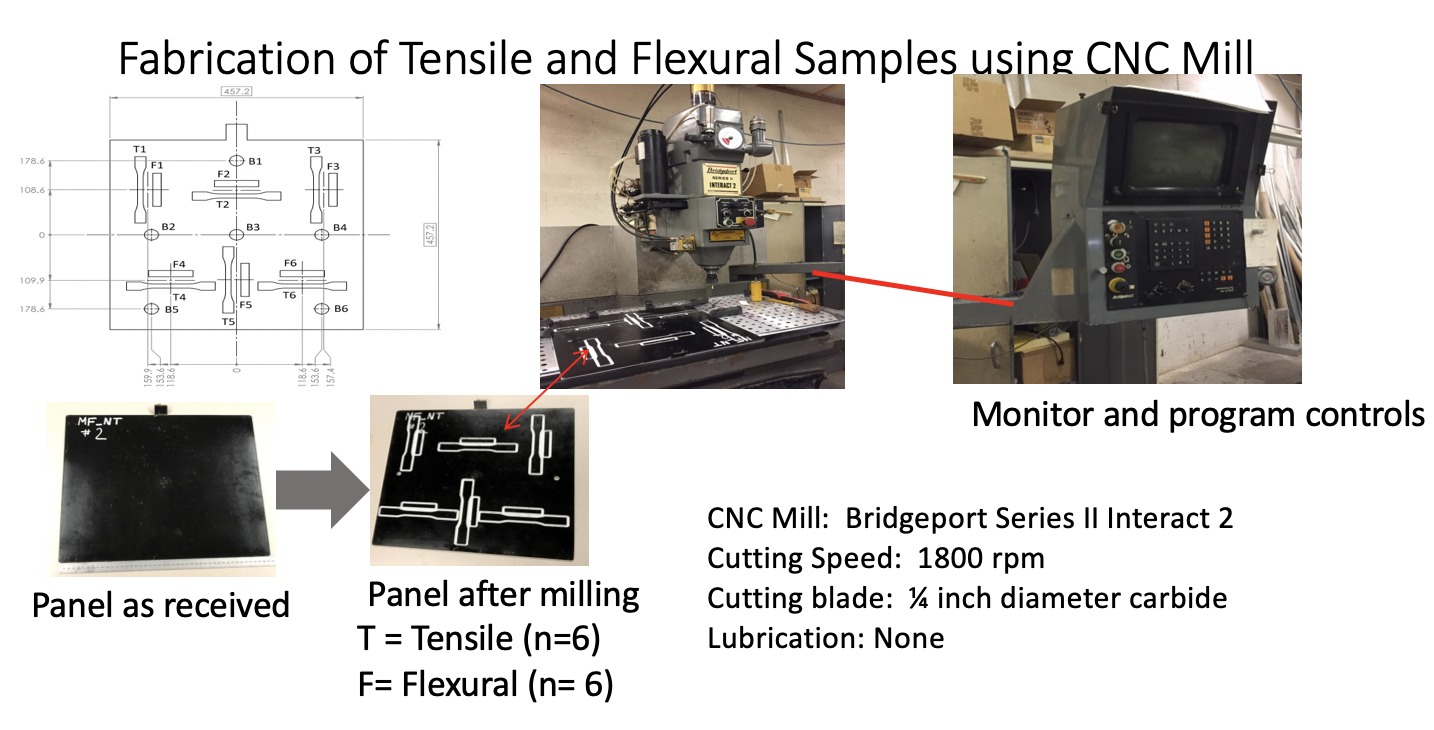 Fabrication of Tensile and Flexural Samples using CNC Mill
457.2
T1
F1
B1
T3
F3
F2
T2
178.6
108.6
0
109.9
178.6
B2
B3
B4
457.2
F4
T4
F5
T5
F6
T6
B5
B6
159.9
153.6
118.6
0
118.6
153.6
157.4
Bridgeport
SERIES II
INTERACT 2
MF_NT
# 2
MF_NT
Panel as received
Panel after milling
T = Tensile (n=6)
F= Flexural (n= 6)
Monitor and program controls
CNC Mill:  Bridgeport Series II Interact 2
Cutting Speed:  1800 rpm
Cutting blade:  ¼ inch diameter carbide
Lubrication: None